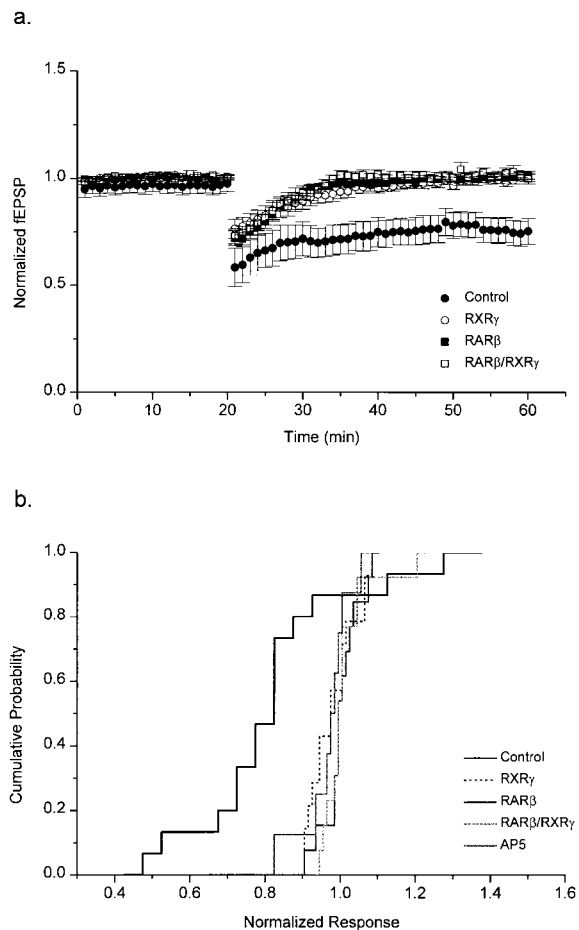 a.
1.5
1.0
0.5
0.0
Normalized fEPSP
Control
RXRγ
RARβ
RARβ/RXRγ
0
10
20
30
40
50
60
Time (min)
b.
1.0
0.8
0.6
0.4
0.2
0.0
Cumulative Probability
Control
RXRγ
RARβ
RARβ/RXRγ
AP5
0.4
0.6
0.8
1.0
1.2
1.4
1.6
Normalized Response